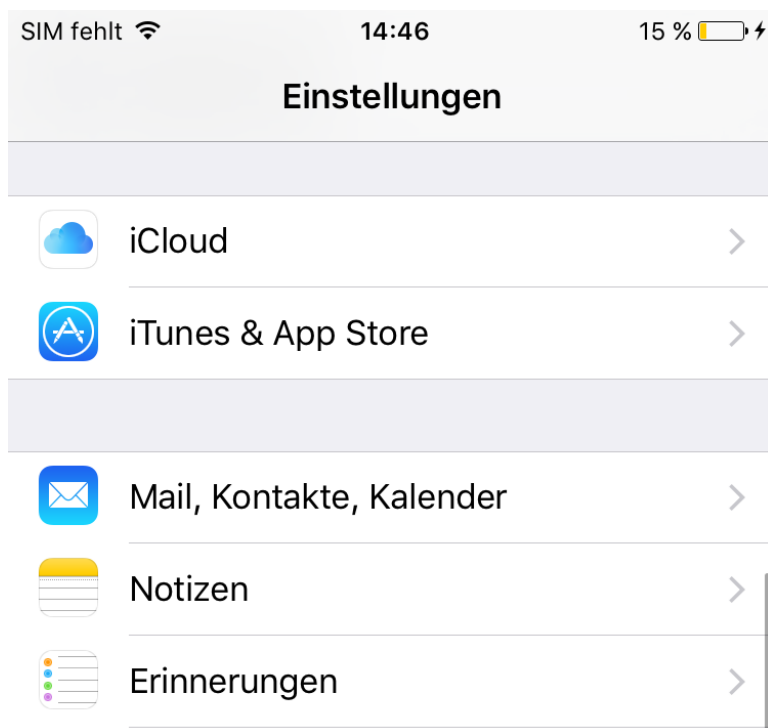 SIM fehlt 14:46 15 %
Einstellungen
iCloud
iTunes & App Store
Mail, Kontakte, Kalender
Notizen
Erinnerungen